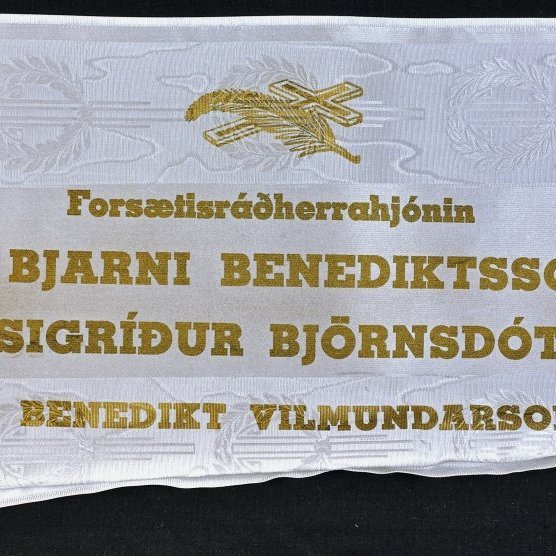 Forsætisráðherrahjónin
BJARNI BENEDIKTSSO
SIGRÍÐUR BJÖRNSDÓT
BENEDIKT VILMUNDARSO